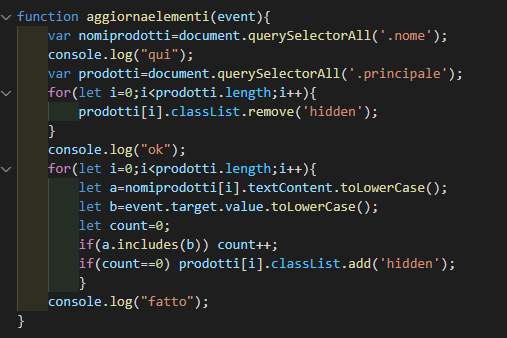 function aggiornaelementi(event){
var nomiprodotti=document.querySelectorAll('.nome');
console.log("qui");
var prodotti=document.querySelectorAll('.principale');
for(let i=0;i<prodotti.length;i++){
prodotti[i].classList.remove('hidden');
}
console.log("ok");
for(let i=0;i<prodotti.length;i++){
let a=nomiprodotti[i].textContent.toLowerCase();
let b=event.target.value.toLowerCase();
let count=0;
if(a.includes(b)) count++;
if(count==0) prodotti[i].classList.add('hidden');
}
console.log("fatto");
}